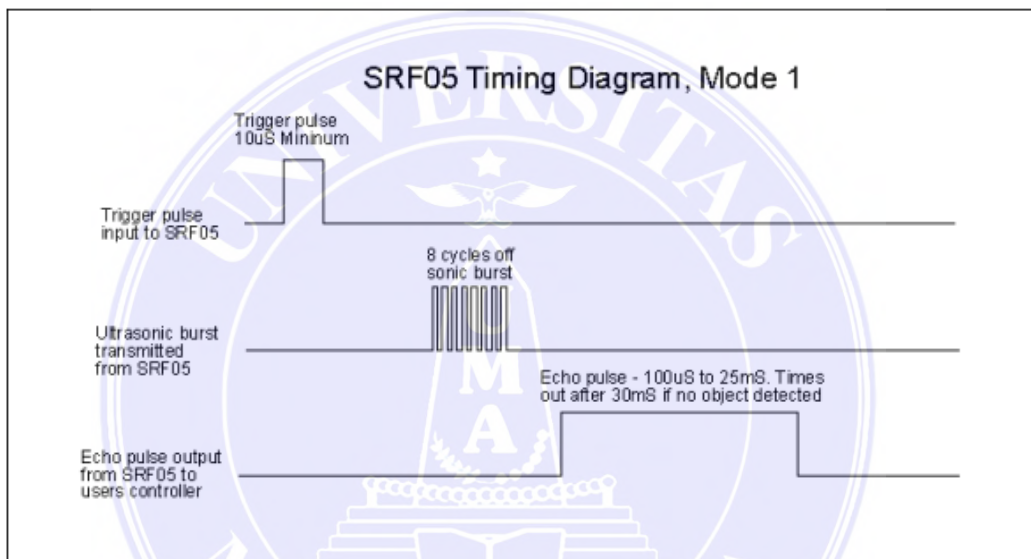 SRF05 Timing Diagram, Mode 1
Trigger pulse
10uS Mininum
Trigger pulse
input to SRF05
8 cycles off
sonic burst
Ultrasonic burst
transmitted
from SRF05
Echo pulse - 100uS to 25mS. Times
out after 30mS if no object detected
Echo pulse output
from SRF05 to
users controller
UNIVERSITAS
U
M
A